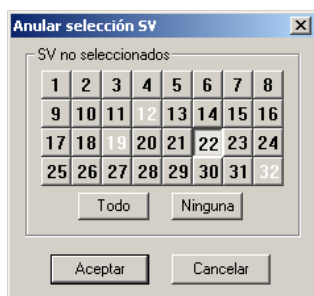 Anular selección SV
SV no seleccionados
1 2 3 4 5 6 7 8
9 10 11 12 13 14 15 16
17 18 19 20 21 22 23 24
25 26 27 28 29 30 31 32
Todo Ninguna
Aceptar Cancelar